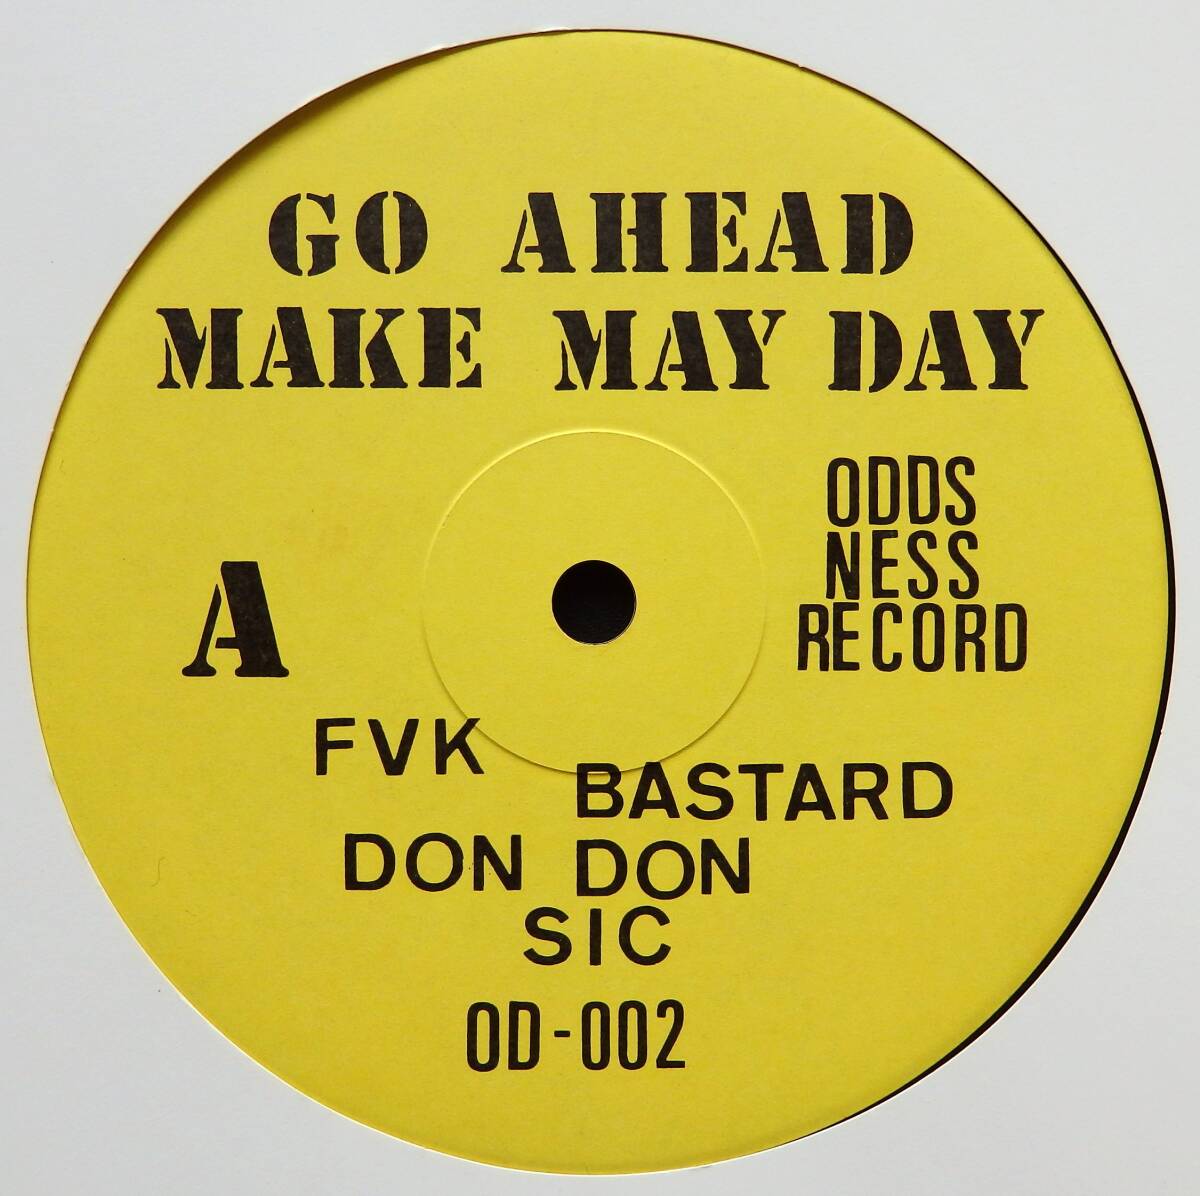 GO AHEAD
MAKE MAY DAY
ODDS
NESS
RECORD
A
FVK
BASTARD
DON DON
SIC
OD-002